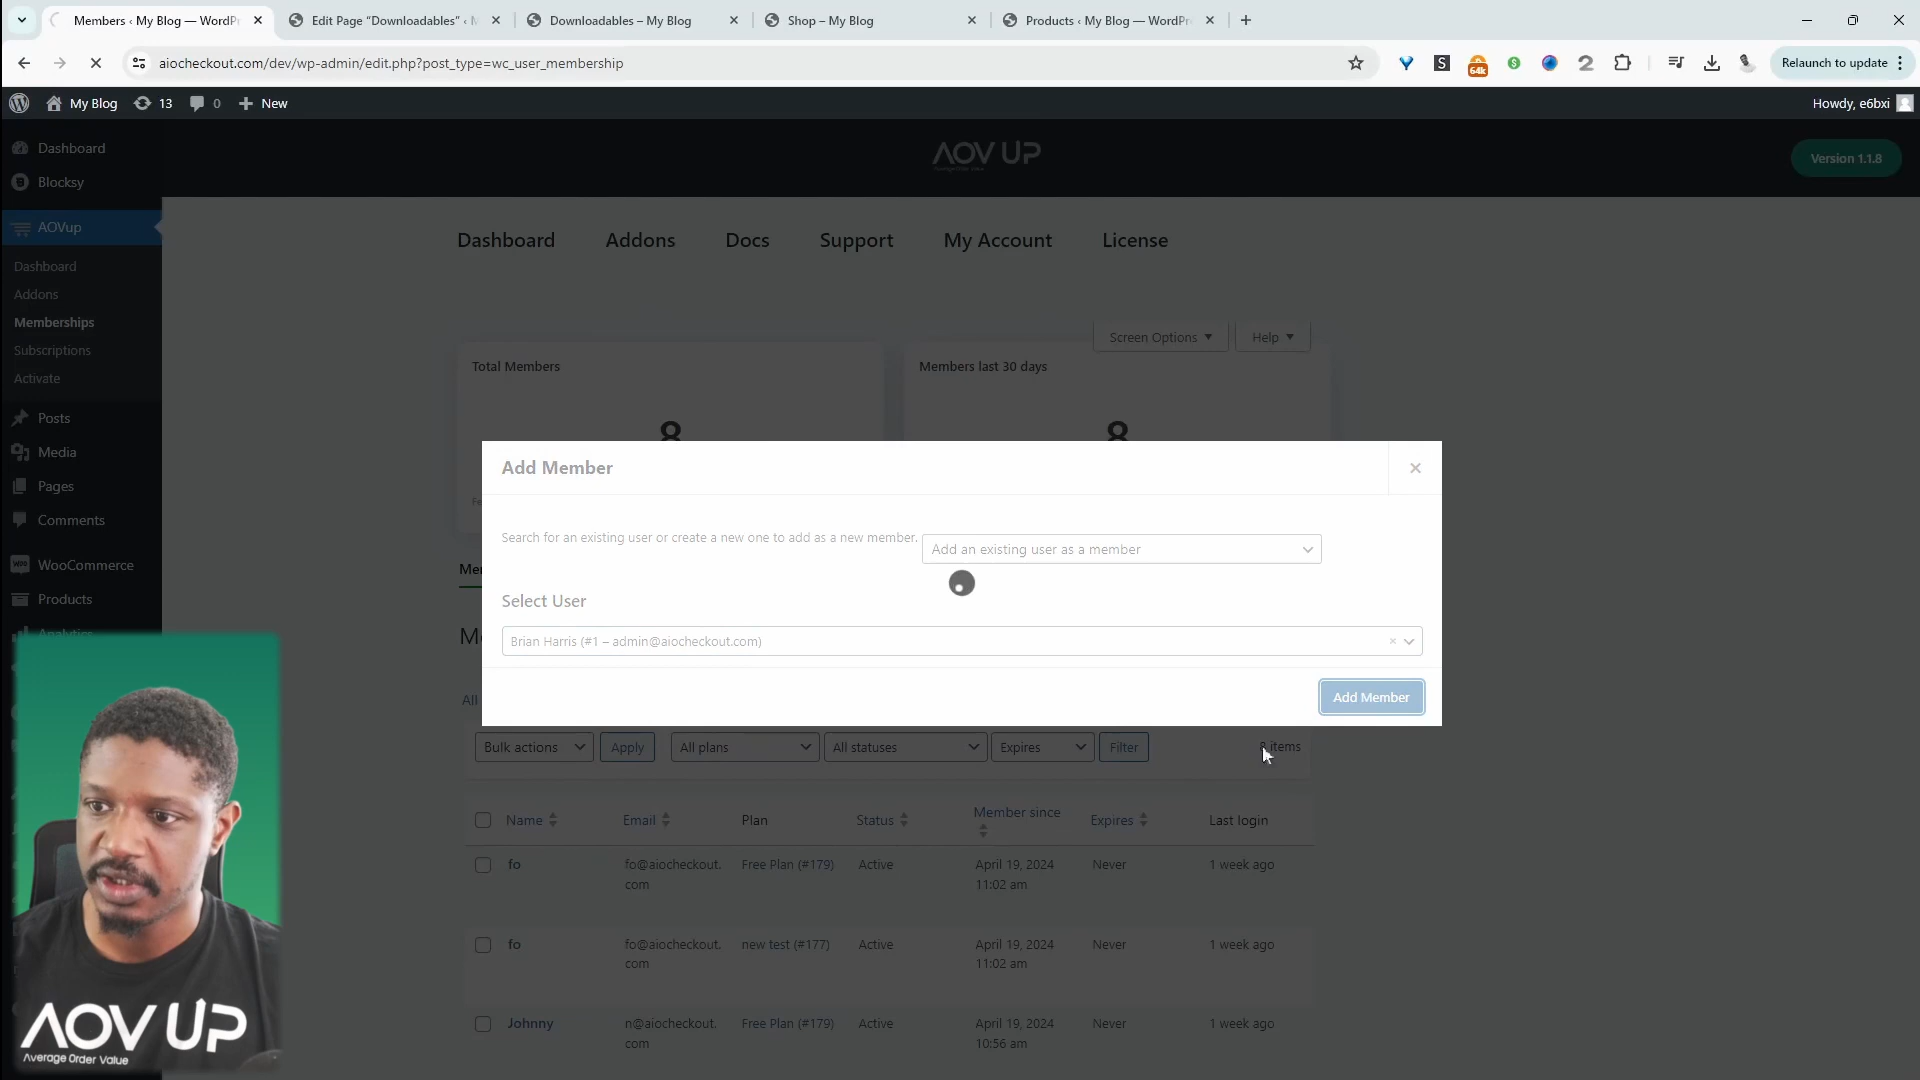 Members ‹ My Blog — WordPr
Edit Page “Downloadables” ‹ M
Downloadables – My Blog
Shop – My Blog
Products ‹ My Blog — WordPre
aiocheckout.com/dev/wp-admin/edit.php?post_type=wc_user_membership
S
64k
2
Relaunch to update
My Blog
13
0
New
Howdy, e6bxi
Dashboard
Blocksy
AOVup
Dashboard
Addons
Memberships
Subscriptions
Activate
Posts
Media
Pages
Comments
WooCommerce
Products
Analytics
AOV UP
Version 1.1.8
Dashboard
Addons
Docs
Support
My Account
License
Screen Options
Help
Total Members
8
Members last 30 days
8
Add Member
Search for an existing user or create a new one to add as a new member.
Add an existing user as a member
Select User
Brian Harris (#1 – admin@aiocheckout.com)
Add Member
All
Bulk actions
Apply
All plans
All statuses
Expires
Filter
items
Name
Email
Plan
Status
Member since
Expires
Last login
fo
fo@aiocheckout.
com
Free Plan (#179)
Active
April 19, 2024
11:02 am
Never
1 week ago
fo
fo@aiocheckout.
com
new test (#177)
Active
April 19, 2024
11:02 am
Never
1 week ago
Johnny
n@aiocheckout.
com
Free Plan (#179)
Active
April 19, 2024
10:56 am
Never
1 week ago
AOV UP
Average Order Value